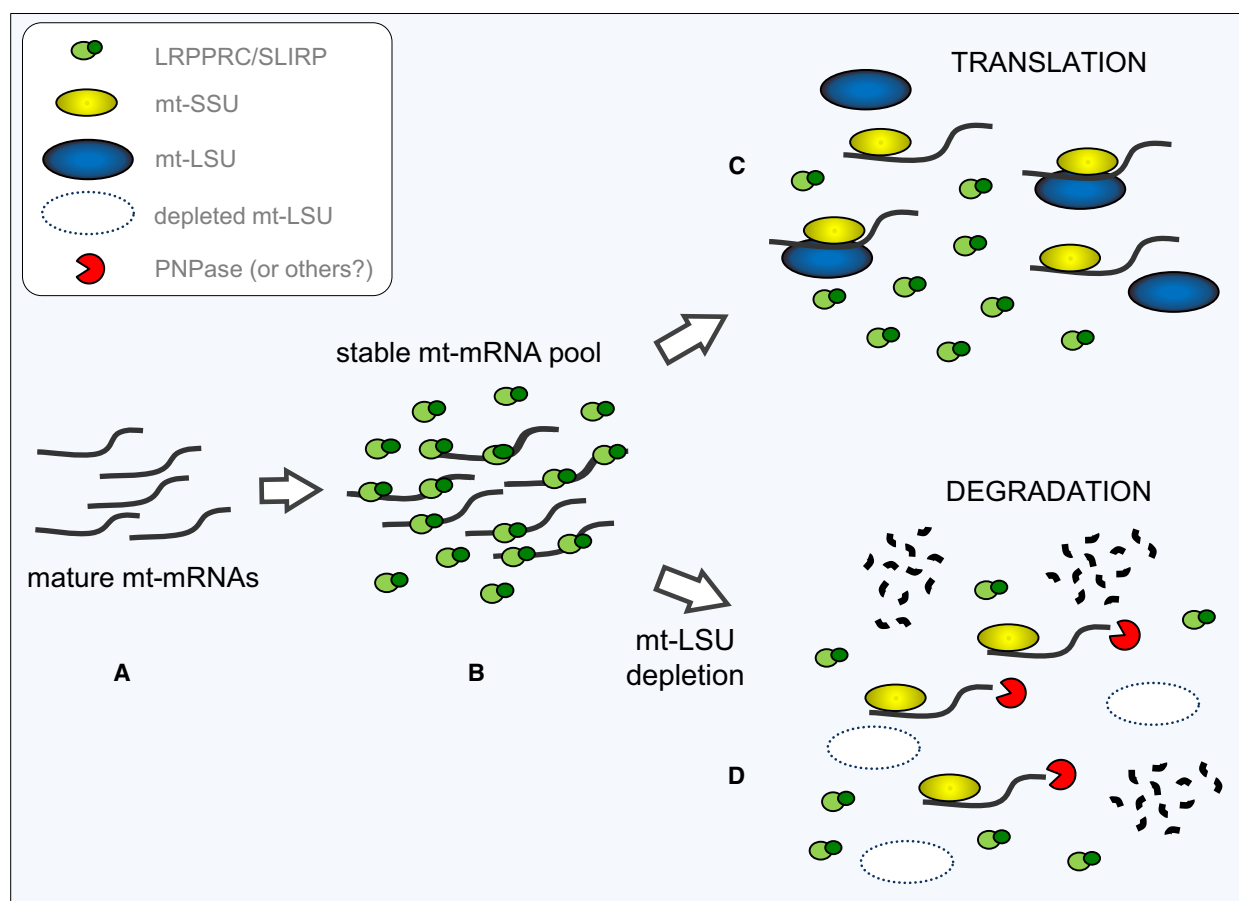 LRPPRC/SLIRP
mt-SSU
mt-LSU
depleted mt-LSU
PNPase (or others?)
TRANSLATION
C
stable mt-mRNA pool
mature mt-mRNAs
A
B
mt-LSU
depletion
DEGRADATION
D